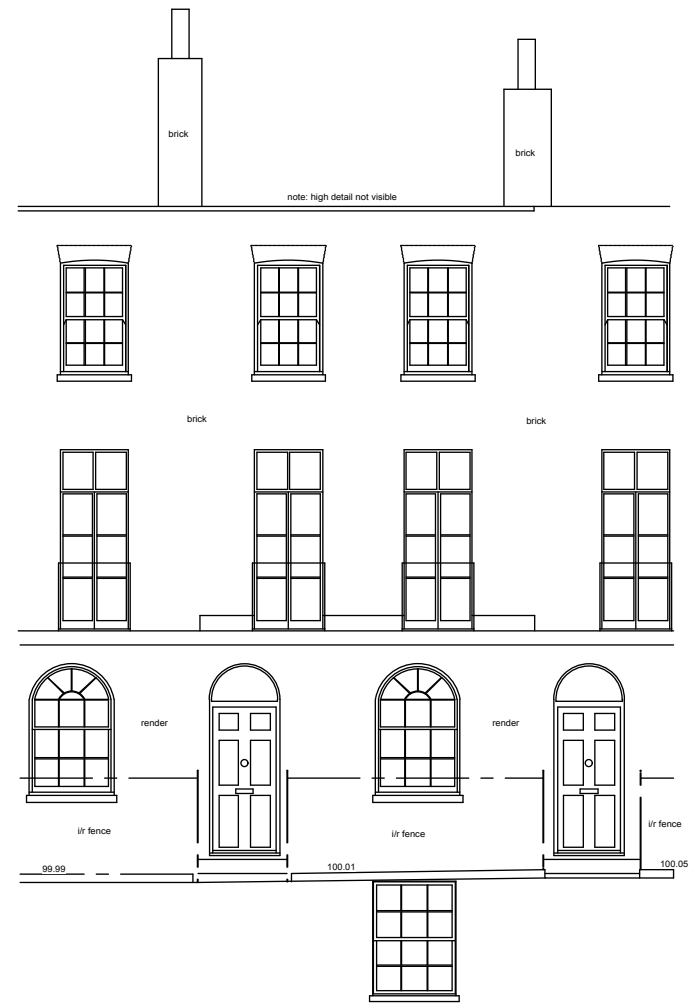 brick
brick
note: high detail not visible
brick
brick
render
render
i/r fence
i/r fence
i/r fence
99.99
100.01
100.05